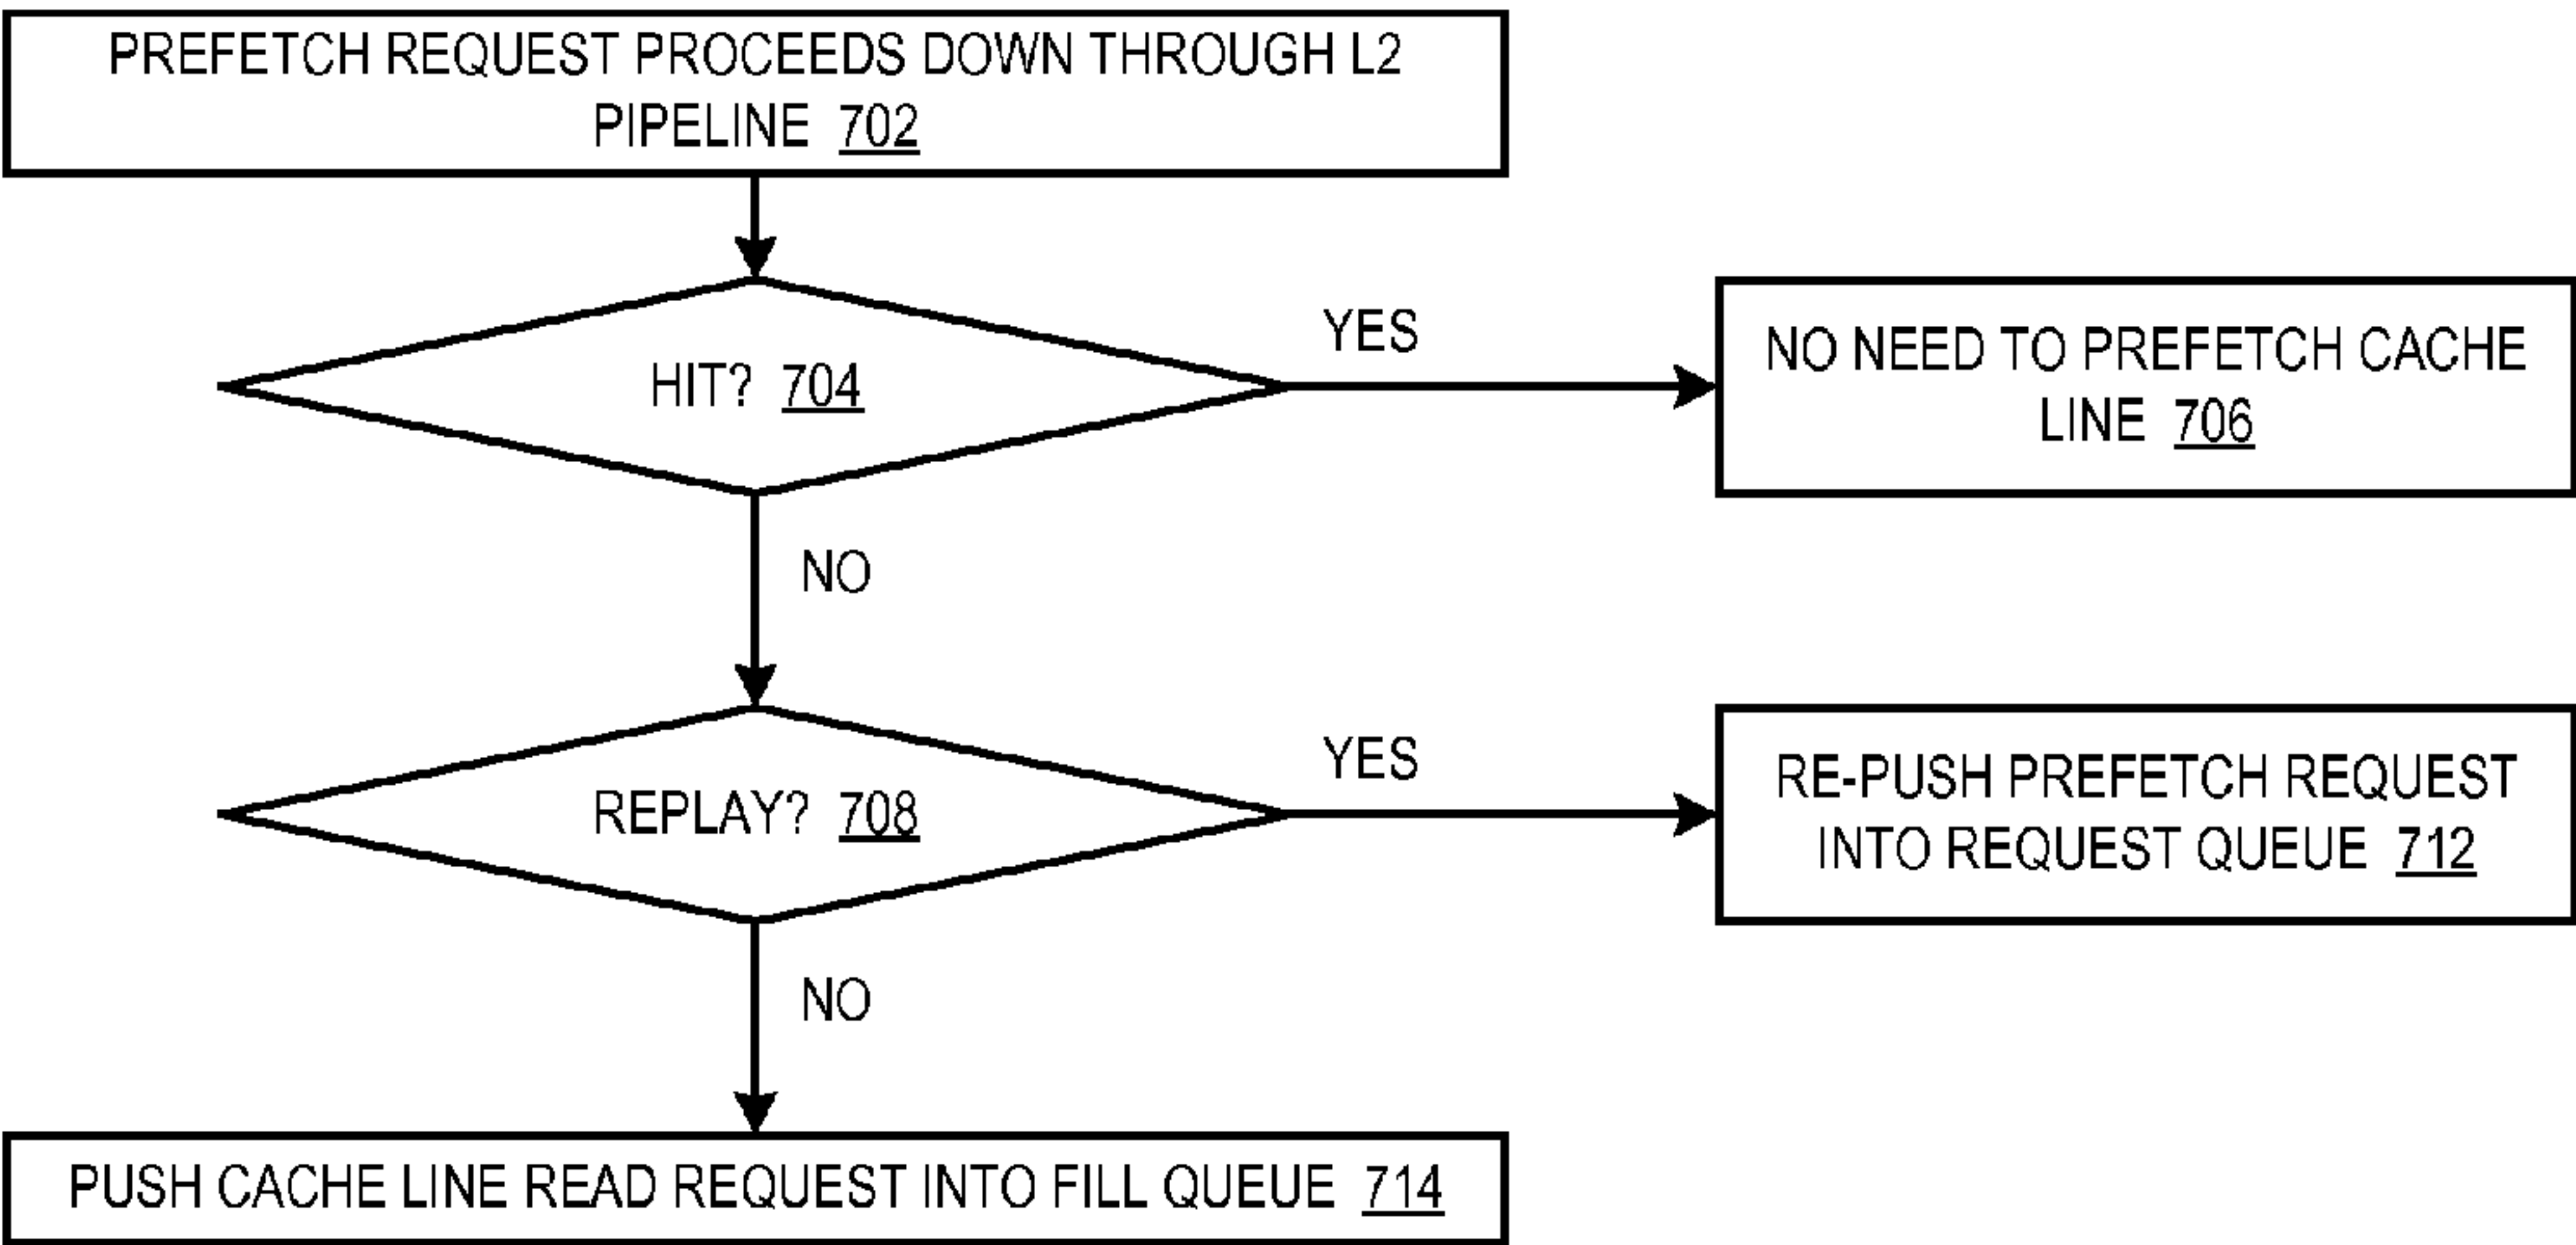 PREFETCH REQUEST PROCEEDS DOWN THROUGH L2
PIPELINE 702
HIT? 704
YES
NO NEED TO PREFETCH CACHE
LINE 706
NO
REPLAY? 708
YES
RE-PUSH PREFETCH REQUEST
INTO REQUEST QUEUE 712
NO
PUSH CACHE LINE READ REQUEST INTO FILL QUEUE 714